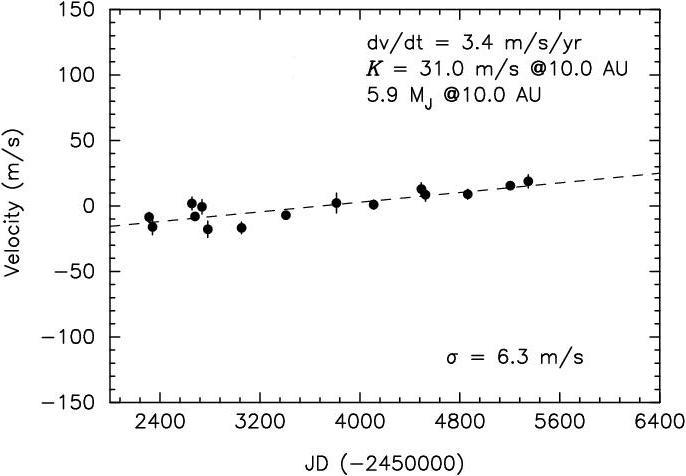 150
100
50
0
−50
−100
−150
Velocity (m/s)
dv/dt = 3.4 m/s/yr
K = 31.0 m/s @10.0 AU
5.9 MJ @10.0 AU
σ = 6.3 m/s
2400 3200 4000 4800 5600 6400
JD (−2450000)